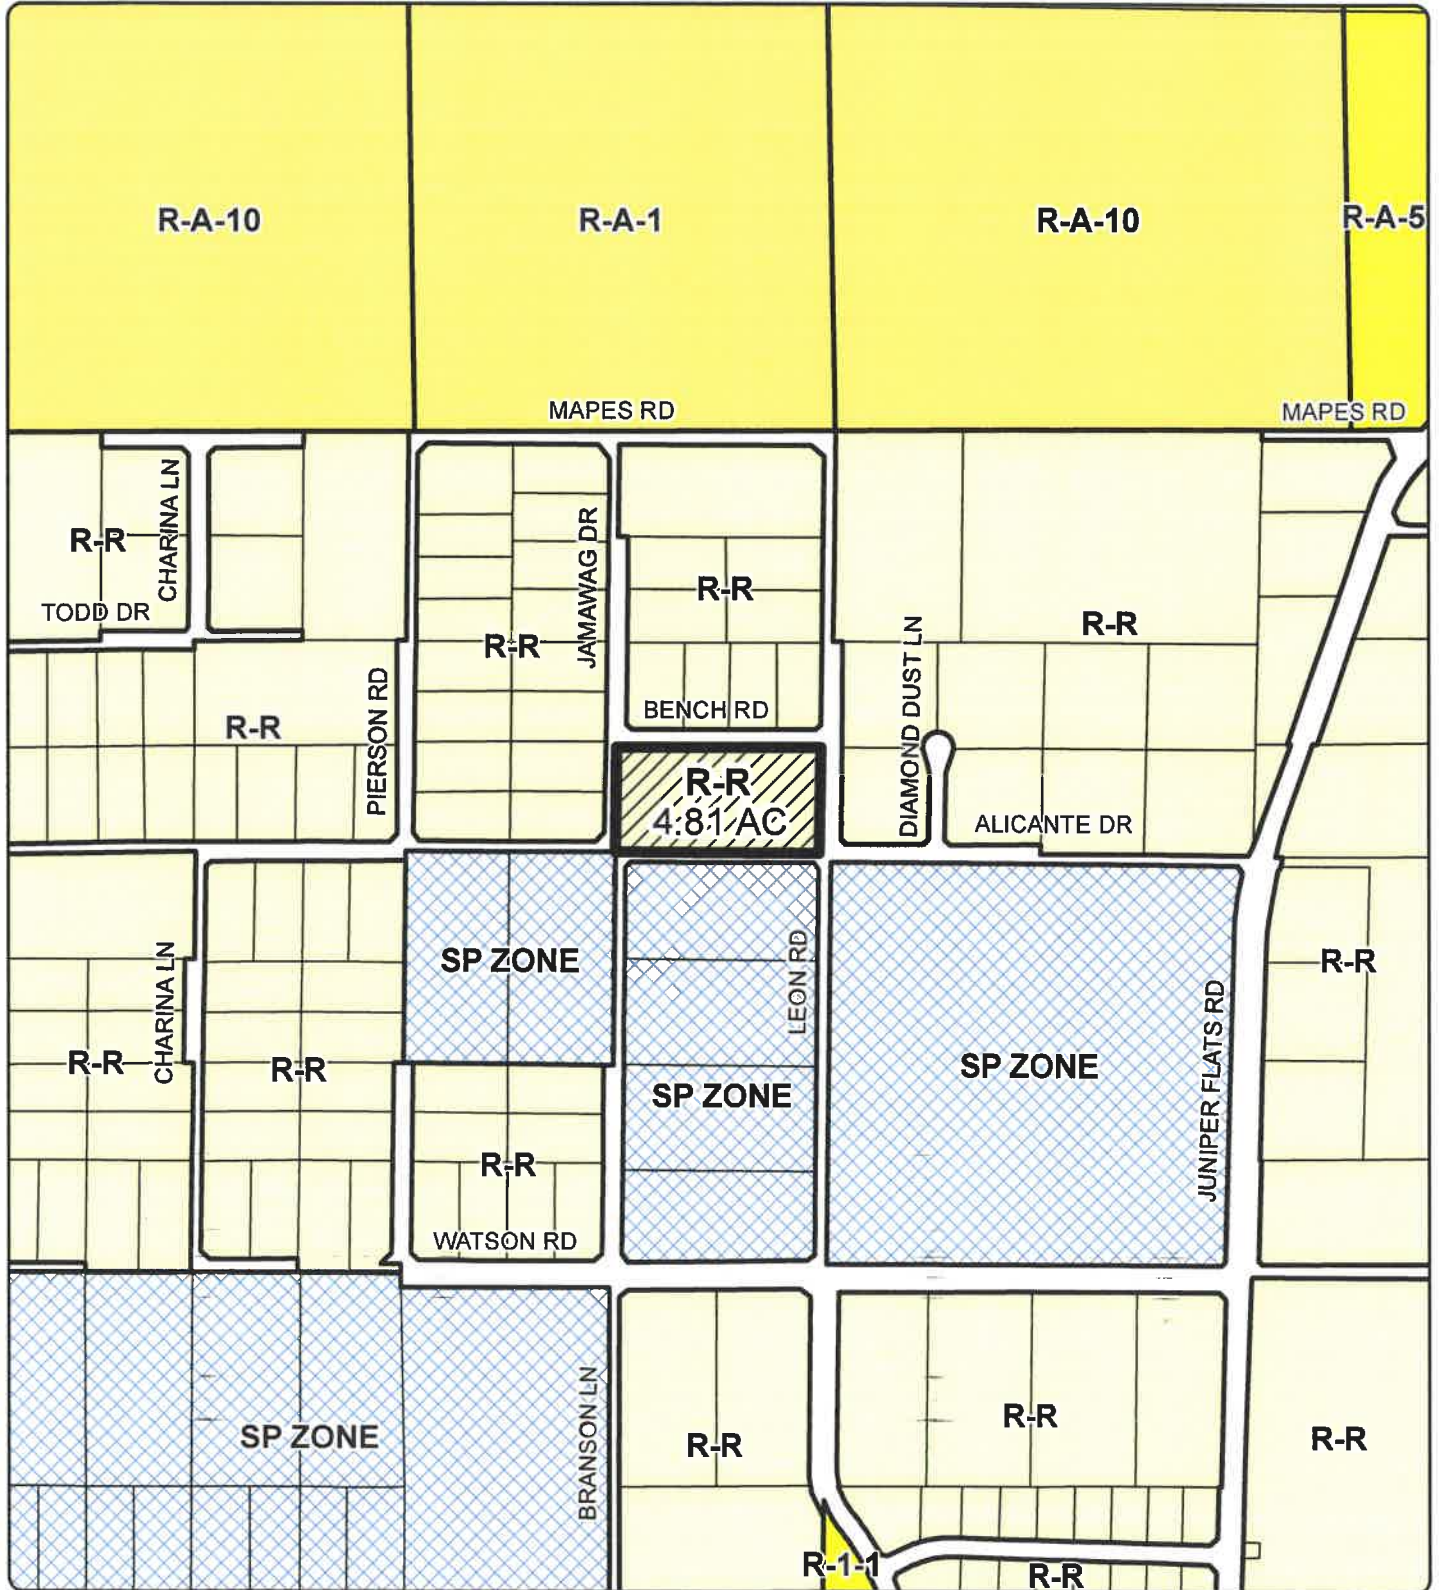 R-A-10
R-A-1
R-A-10
R-A-5
MAPES RD
MAPES RD
CHARINA LN
R-R
TODD DR
JAMAWAG DR
R-R
R-R
R-R
DIAMOND DUST LN
PIERSON RD
R-R
BENCH RD
R-R
4.81 AC
ALICANTE DR
SP ZONE
LEON RD
R-R
CHARINA LN
R-R
R-R
SP ZONE
SP ZONE
JUNIPER FLATS RD
R-R
WATSON RD
SP ZONE
BRANSON LN
R-R
R-R
R-R
R-1-1
R-R